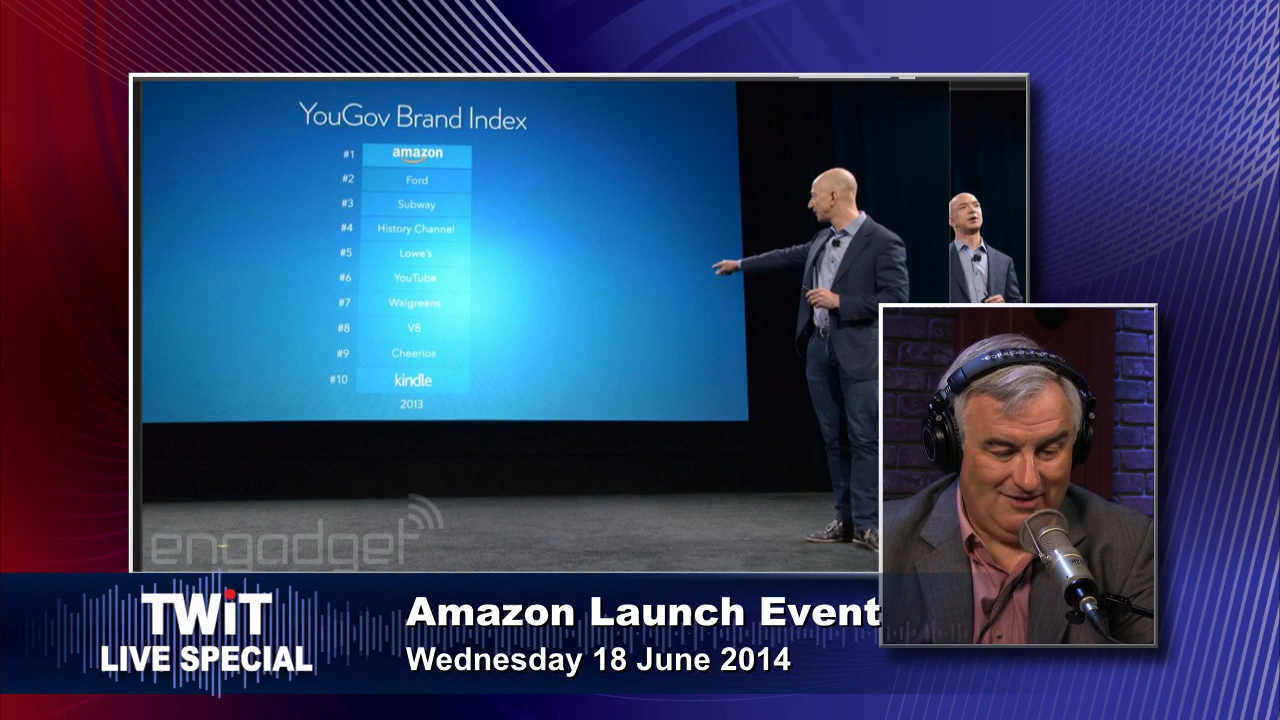 YouGov Brand Index
#1 amazon
#2 Ford
#3 Subway
#4 History Channel
#5 Lowe's
#6 YouTube
#7 Walgreens
#8 V8
#9 Cheerios
#10 kindle
2013
engadget
TWiT
LIVE SPECIAL
Amazon Launch Event
Wednesday 18 June 2014